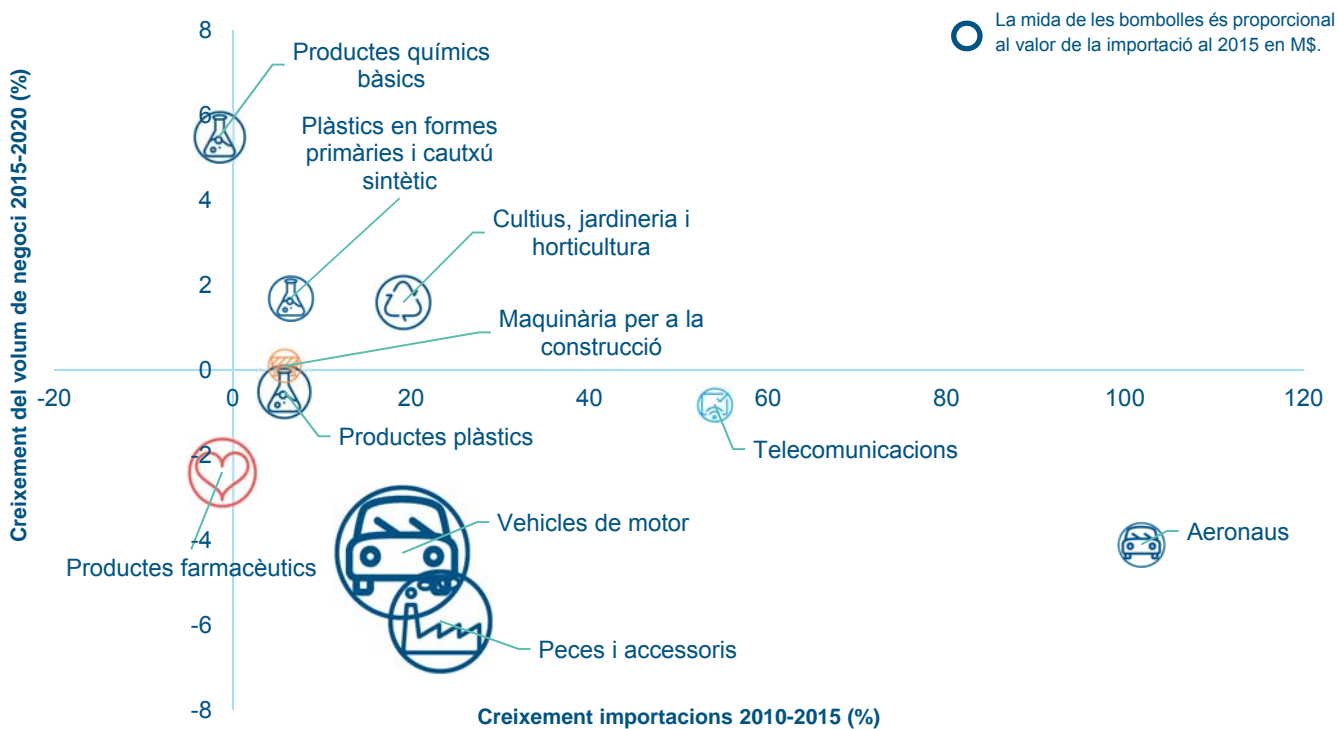 La mida de les bombolles és proporcional
al valor de la importació al 2015 en M$.
Creixement del volum de negoci 2015-2020 (%)
8
6
4
2
0
-2
-4
-6
-8
Productes químics
bàsics
Plàstics en formes
primàries i cautxú
sintètic
Cultius, jardineria i
horticultura
Maquinària per a la
construcció
-20
0
20
40
60
80
100
120
Productes plàstics
Telecomunicacions
Vehicles de motor
Aeronaus
Productes farmacèutics
Peces i accessoris
Creixement importacions 2010-2015 (%)